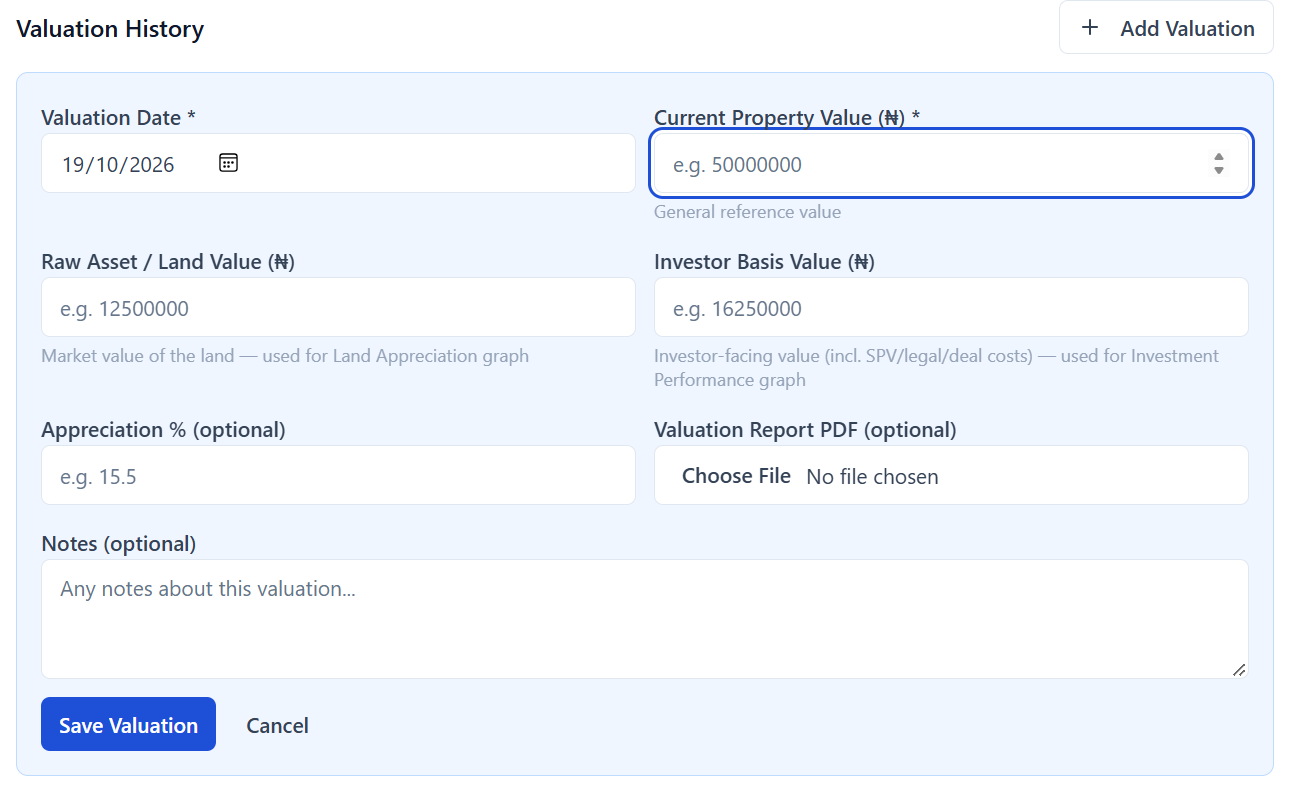 Valuation History
+ Add Valuation
Valuation Date *
Current Property Value (₦) *
19/10/2026
e.g. 50000000
General reference value
Raw Asset / Land Value (₦)
Investor Basis Value (₦)
e.g. 12500000
e.g. 16250000
Market value of the land — used for Land Appreciation graph
Investor-facing value (incl. SPV/legal/deal costs) — used for Investment
Performance graph
Appreciation % (optional)
Valuation Report PDF (optional)
e.g. 15.5
Choose File No file chosen
Notes (optional)
Any notes about this valuation...
Save Valuation
Cancel